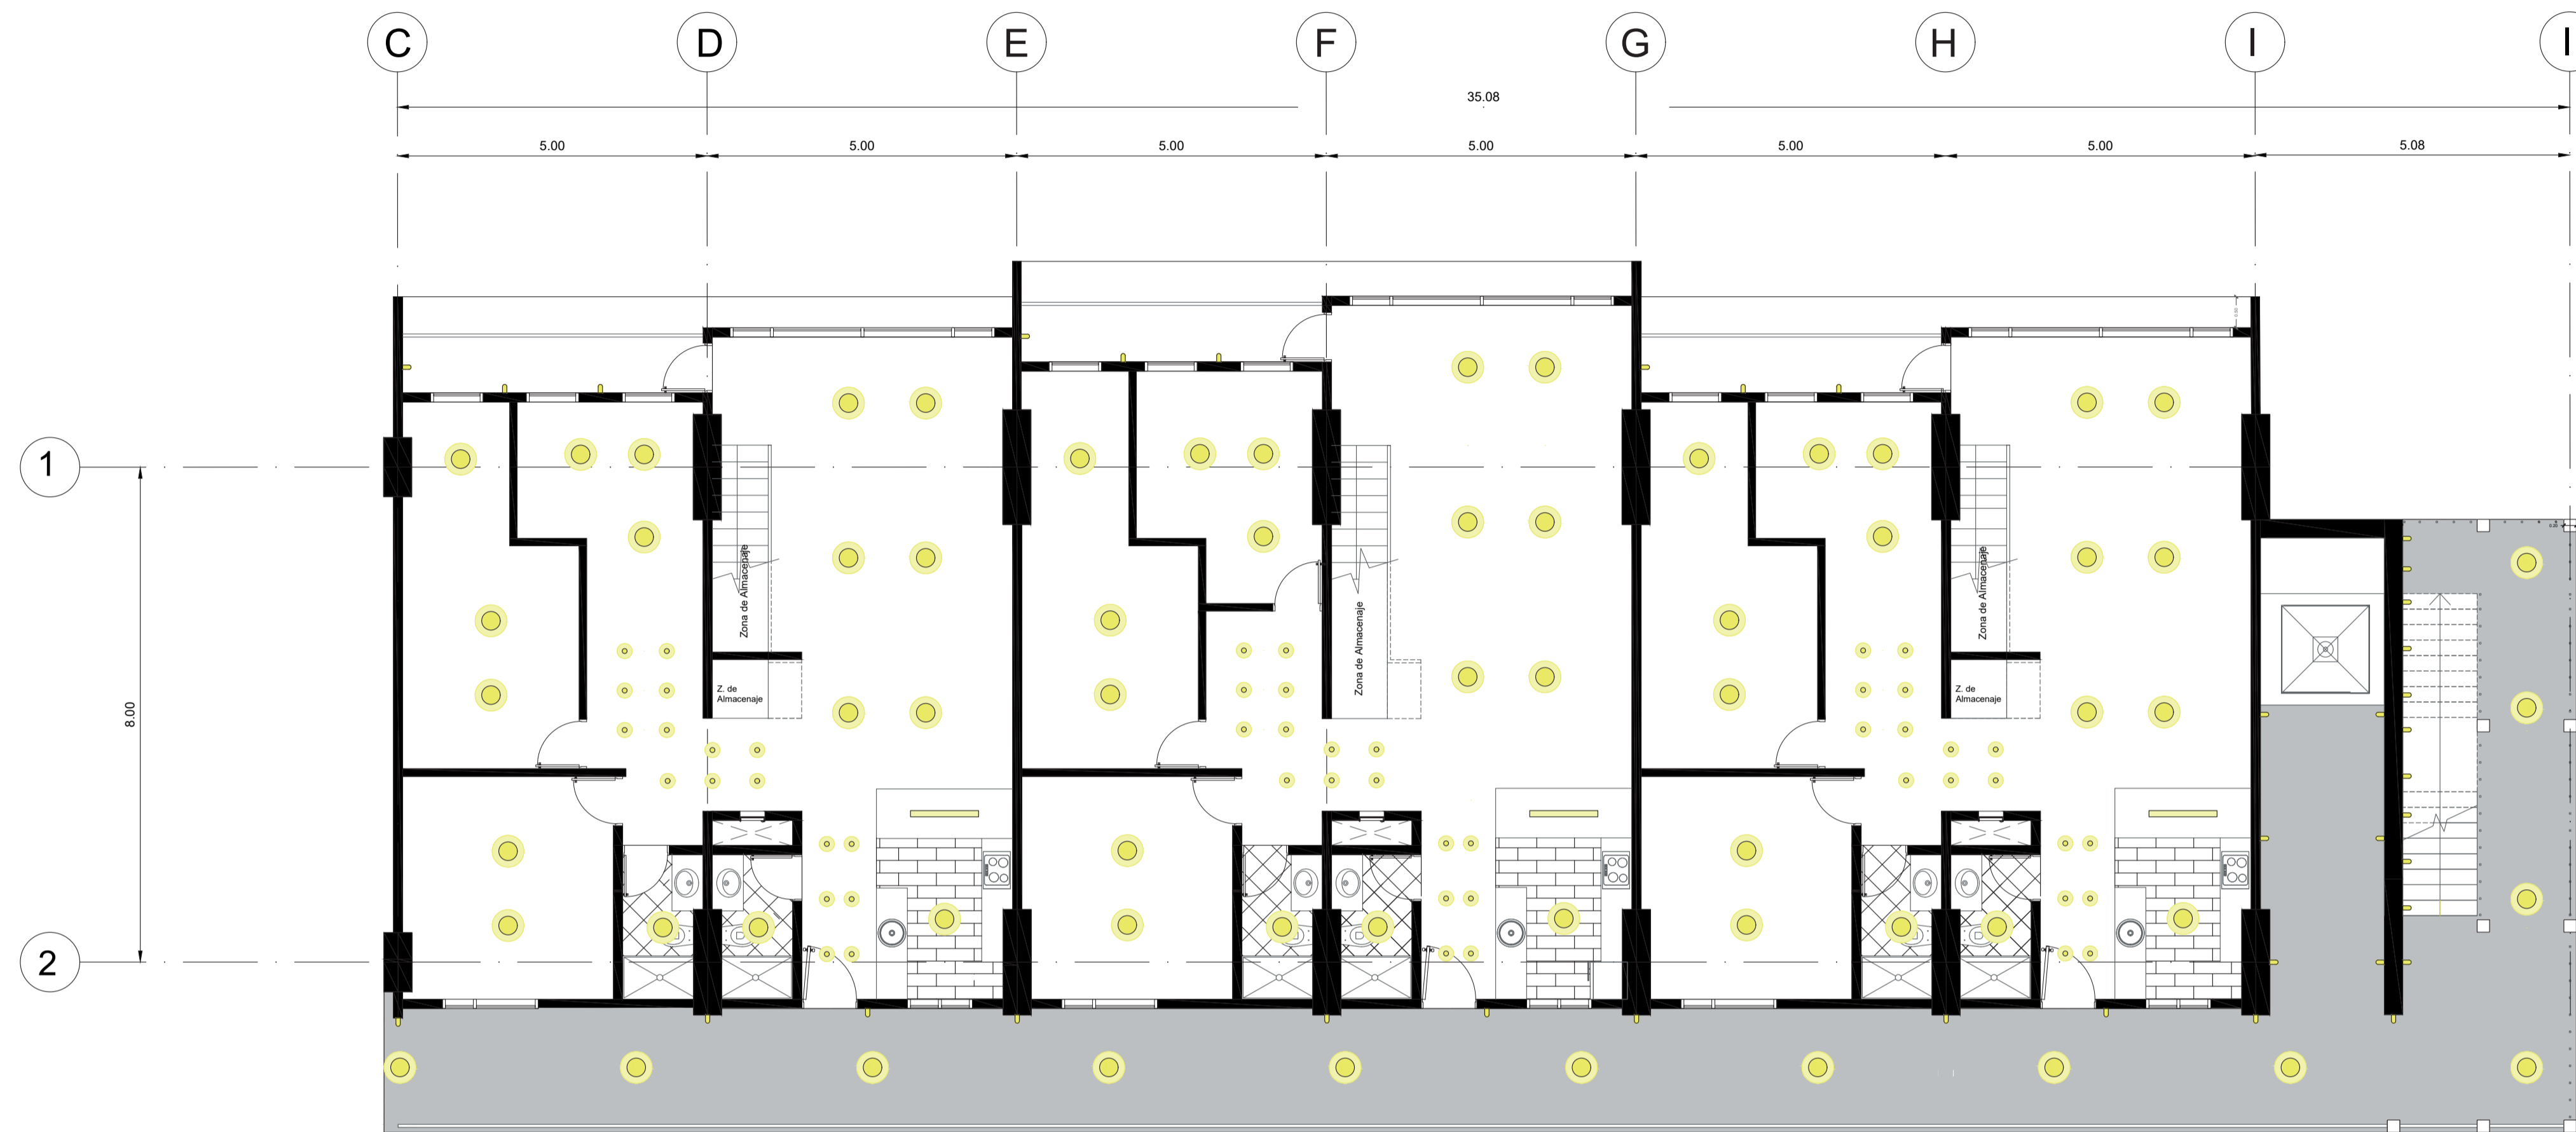 C D E F G H I I
35.08
5.00 5.00 5.00 5.00 5.00 5.00 5.08
1
Zona de Almacenaje
Zona de Almacenaje
Zona de Almacenaje
Z. de
Almacenaje
Z. de
Almacenaje
8.00
2